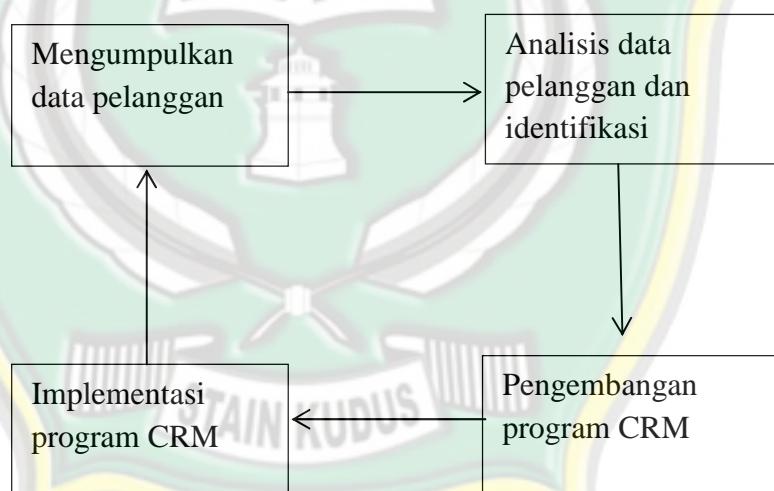 Mengumpulkan
data pelanggan
Analisis data
pelanggan dan
identifikasi
Implementasi
program CRM
Pengembangan
program CRM
STAIN KUDUS